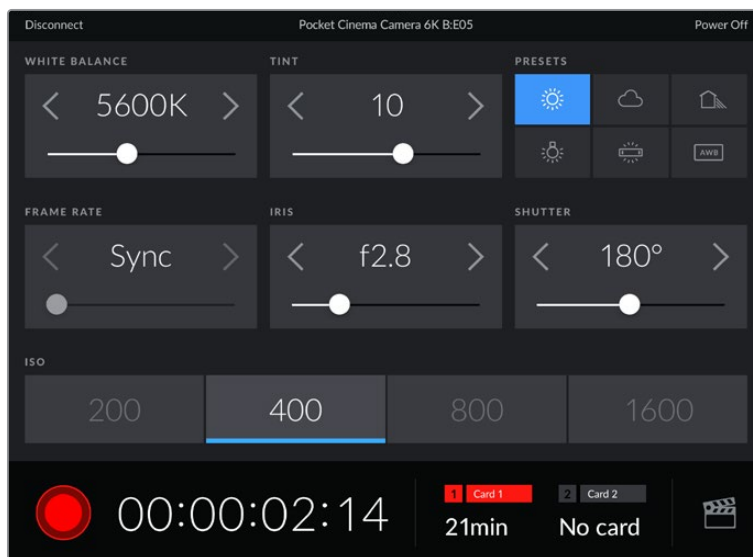 Disconnect Pocket Cinema Camera 6K B:E05 Power Off
WHITE BALANCE TINT PRESETS
5600K 10
AWB
FRAME RATE IRIS SHUTTER
Sync f2.8 180°
ISO
200 400 800 1600
00:00:02:14
1 Card 1 2 Card 2
21min No card